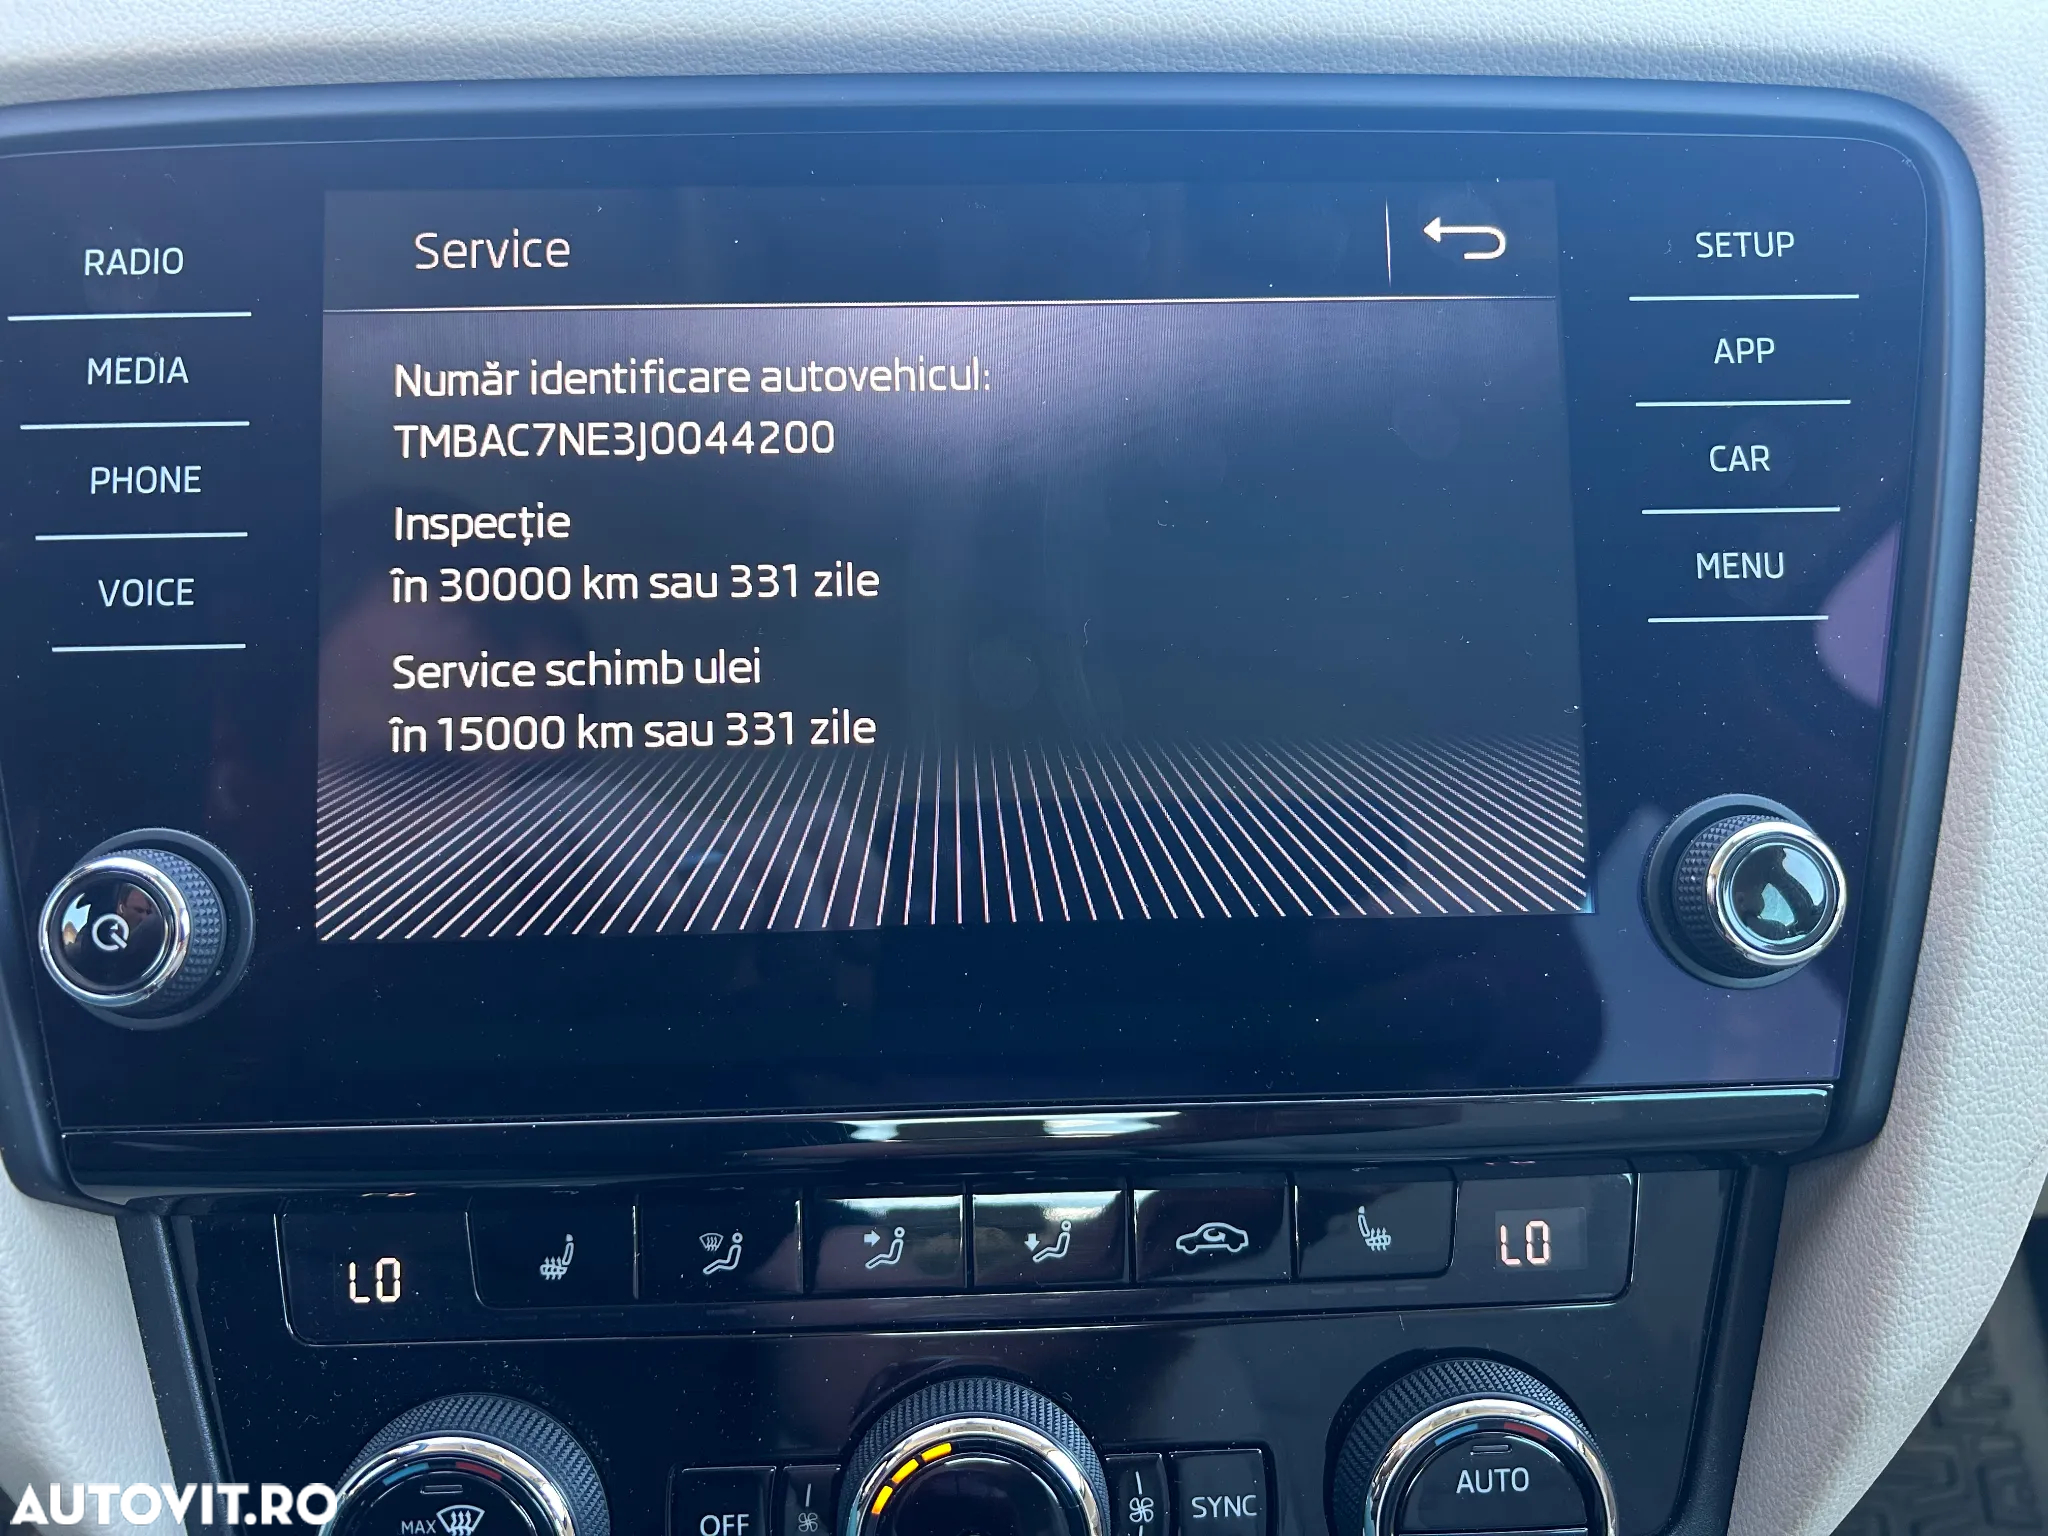 Service
RADIO
MEDIA
PHONE
VOICE
Număr identificare autovehicul:
TMBAC7NE3J0044200
Inspecție
în 30000 km sau 331 zile
Service schimb ulei
în 15000 km sau 331 zile
SETUP
APP
CAR
MENU
LO
LO
MAX
OFF
SYNC
AUTO
AUTOVIT.RO